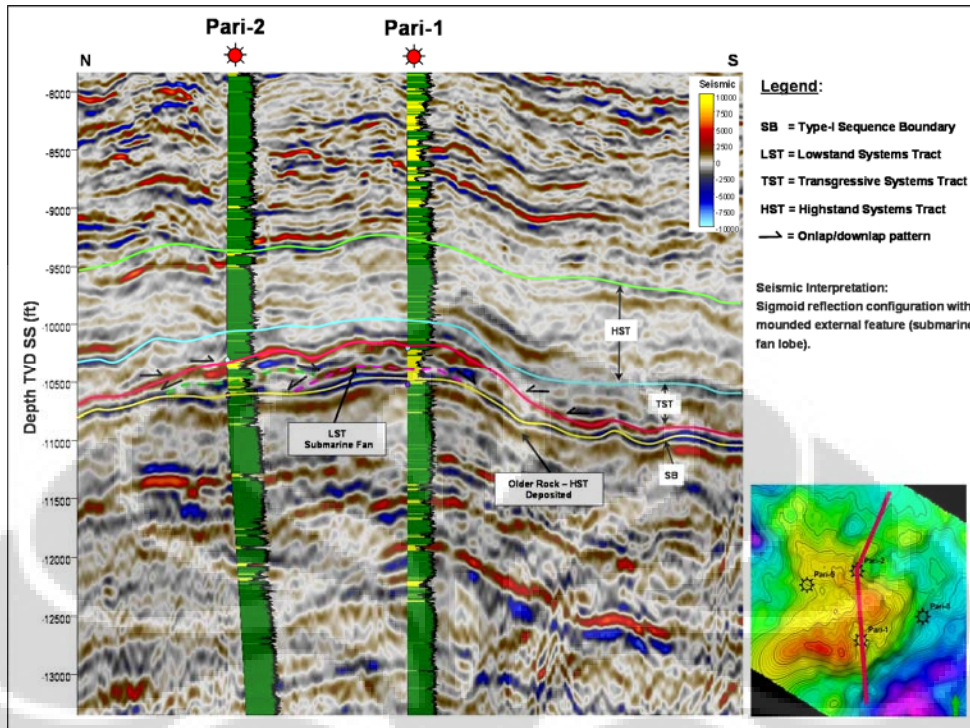 Pari-2
Pari-1
N
S
Depth TVD SS (ft)
-8000
-8500
-9000
-9500
-10000
-10500
-11000
-11500
-12000
-12500
-13000
Seismic
10000
7500
5000
2500
0
-2500
-5000
-7500
-10000
HST
TST
SB
LST
Submarine Fan
Older Rock – HST
Deposited
Legend:
SB = Type-I Sequence Boundary
LST = Lowstand Systems Tract
TST = Transgressive Systems Tract
HST = Highstand Systems Tract
= Onlap/downlap pattern
Seismic Interpretation:
Sigmoid reflection configuration with
mounded external feature (submarine
fan lobe).
Pari-2
Pari-1